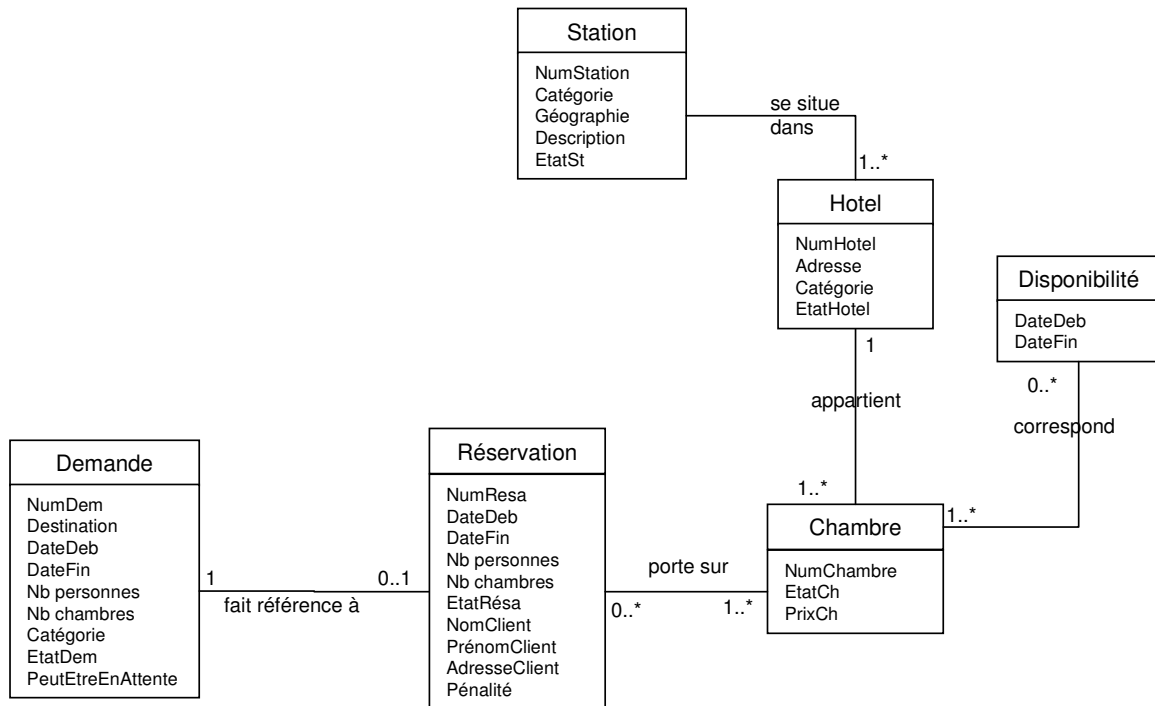 Station
NumStation
Catégorie
Géographie
Description
EtatSt
se situe
dans
1..*
Hotel
NumHotel
Adresse
Catégorie
EtatHotel
1
appartient
1..*
Disponibilité
DateDeb
DateFin
0..*
correspond
1..*
Chambre
NumChambre
EtatCh
PrixCh
Demande
NumDem
Destination
DateDeb
DateFin
Nb personnes
Nb chambres
Catégorie
EtatDem
PeutEtreEnAttente
1
fait référence à
0..1
Réservation
NumResa
DateDeb
DateFin
Nb personnes
Nb chambres
EtatRésa
NomClient
PrénomClient
AdresseClient
Pénalité
porte sur
0..*
1..*